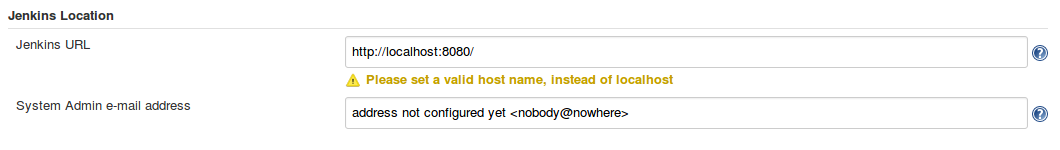 Jenkins Location
Jenkins URL
http://localhost:8080/
Please set a valid host name, instead of localhost
System Admin e-mail address
address not configured yet <nobody@nowhere>